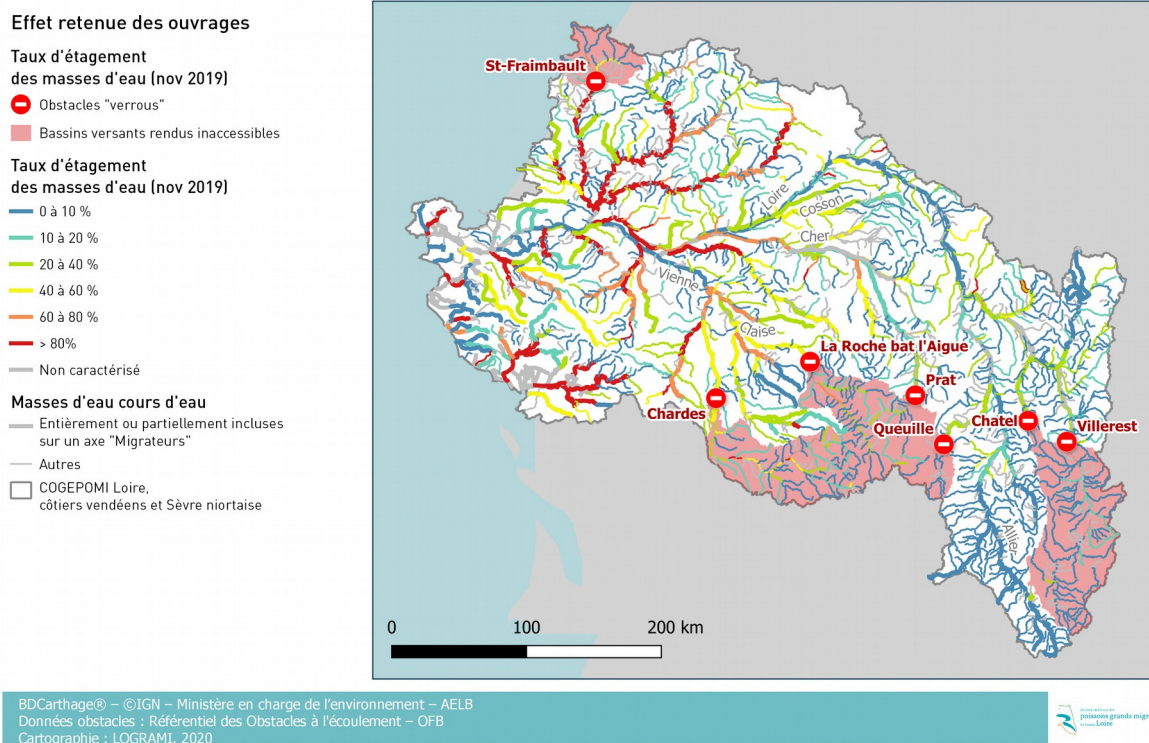 Effet retenue des ouvrages
Taux d'étagement
des masses d'eau (nov 2019)
Obstacles "verrous"
Bassins versants rendus inaccessibles
Taux d'étagement
des masses d'eau (nov 2019)
0 à 10 %
10 à 20 %
20 à 40 %
40 à 60 %
60 à 80 %
> 80%
Non caractérisé
Masses d'eau cours d'eau
Entièrement ou partiellement incluses
sur un axe "Migrateurs"
Autres
COGEPOMI Loire,
côtiers vendéens et Sèvre niortaise
St-Fraimbault
Loire
Cosson
Cher
Vienne
Claise
La Roche bat l'Aigue
Prat
Chardes
Queuille
Chatel
Villerest
Allier
0
100
200 km
BDCarthage® – ©IGN – Ministère en charge de l'environnement – AELB
Données obstacles : Référentiel des Obstacles à l'écoulement – OFB
Cartographie : LOGRAMI, 2020
poissons grands migr
Loire